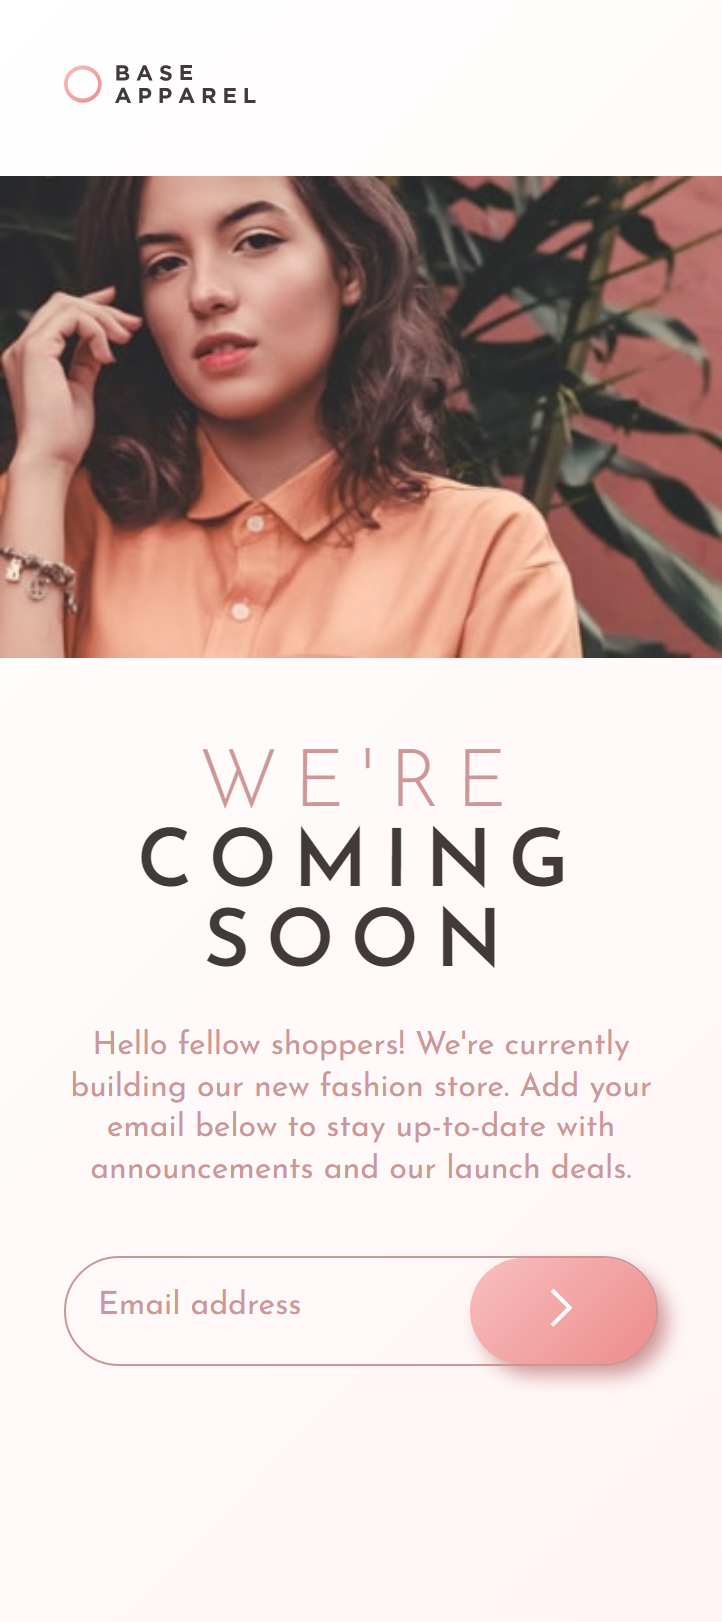 BASE
APPAREL
WE'RE
COMING
SOON
Hello fellow shoppers! We're currently
building our new fashion store. Add your
email below to stay up-to-date with
announcements and our launch deals.
Email address